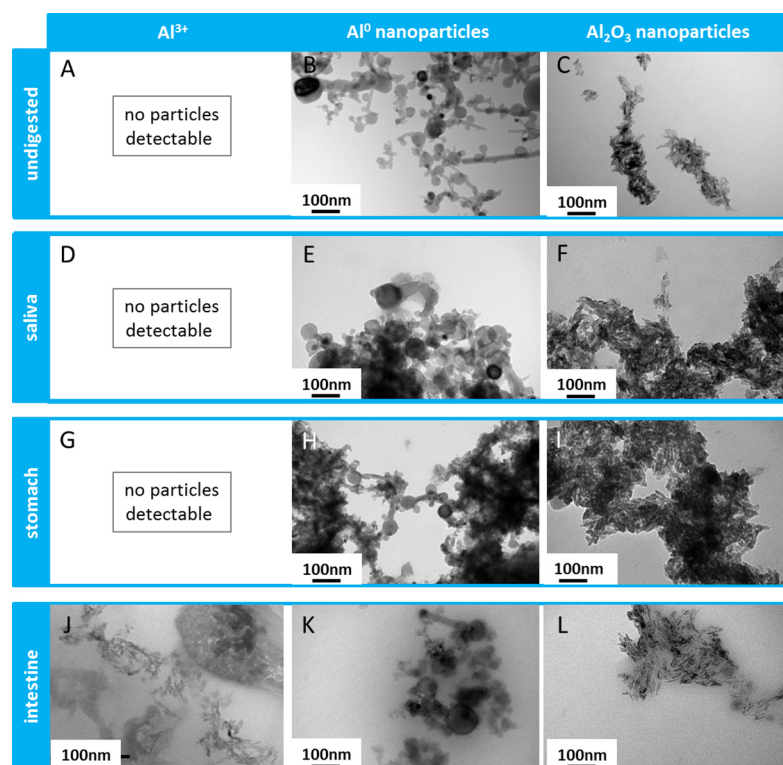 Al³⁺ Al⁰ nanoparticles Al₂O₃ nanoparticles
undigested
A
no particles
detectable
B
100nm
C
100nm
saliva
D
no particles
detectable
E
100nm
F
100nm
stomach
G
no particles
detectable
H
100nm
I
100nm
intestine
J
100nm
K
100nm
L
100nm